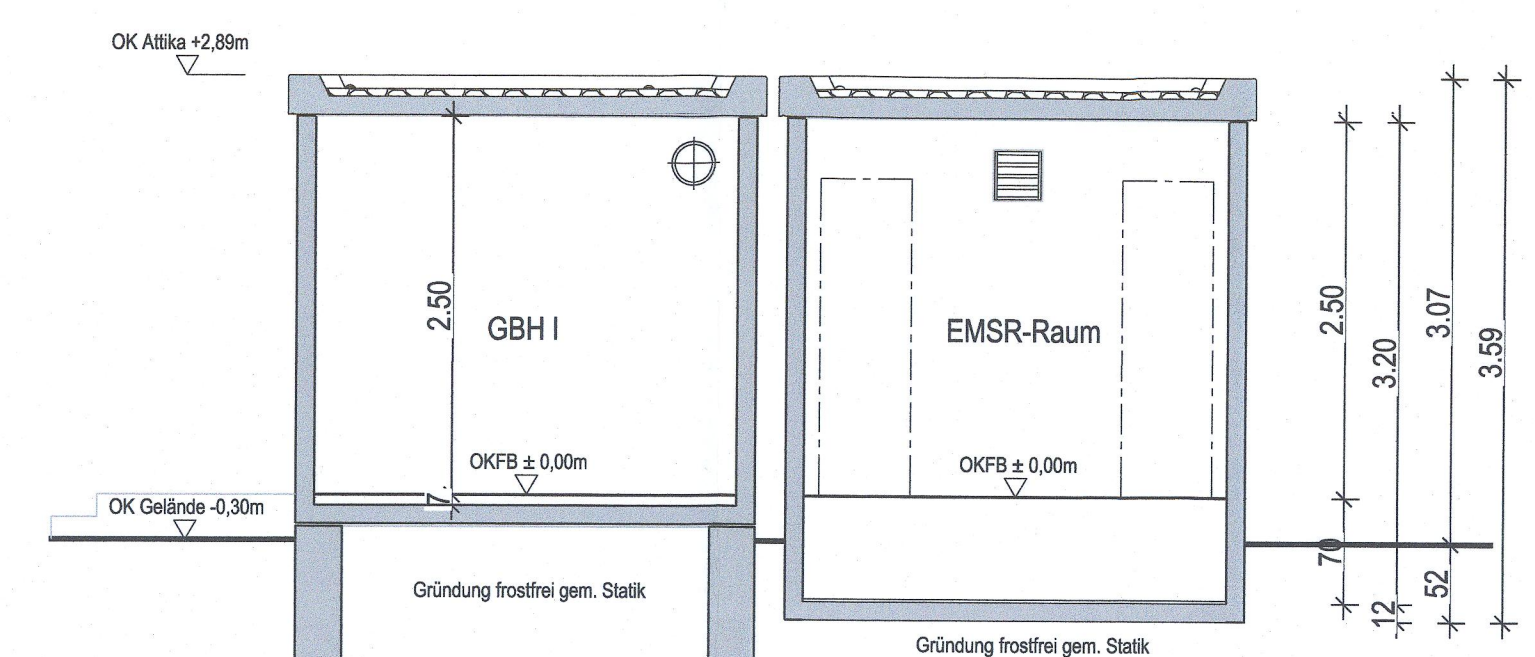 OK Attika +2,89m
2.50
GBH I
EMSR-Raum
OKFB ± 0,00m
OKFB ± 0,00m
7
OK Gelände -0,30m
Gründung frostfrei gem. Statik
Gründung frostfrei gem. Statik
2.50
3.20
3.07
3.59
70
12
52